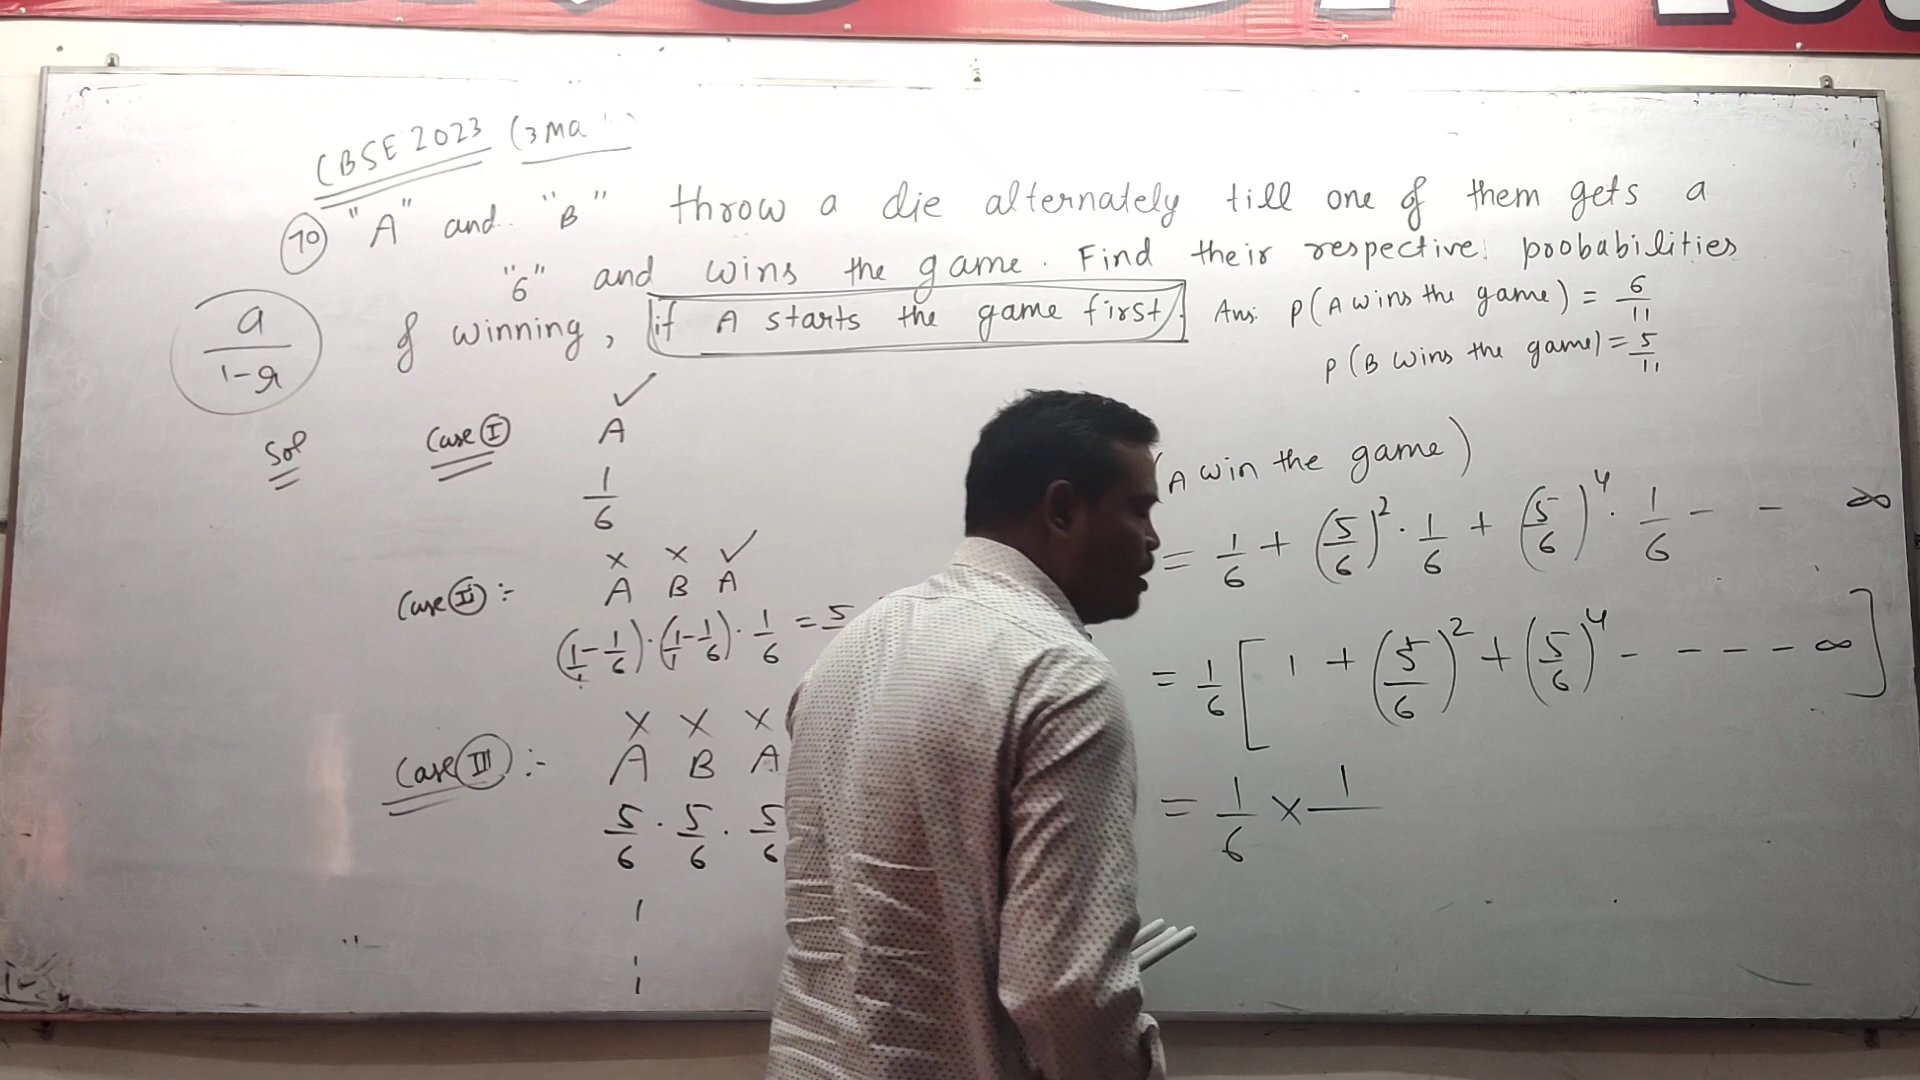 CBSE 2023 (3 Ma
70 "A" and "B" throw a die alternately till one of them gets a
"6" and wins the game. Find their respective probabilities
of winning, if A starts the game first. Ans: P(A wins the game) = 6/11
P(B wins the game) = 5/11
a/1-r
Sol
Case I ✓
A
1/6
Case II :- × × ✓
A B A
(1/1 - 1/6) · (1/1 - 1/6) · 1/6 = 5
Case III :- × × ×
A B A
5/6 · 5/6 · 5/6
(A win the game)
= 1/6 + (5/6)² · 1/6 + (5/6)⁴ · 1/6 - - ∞
= 1/6 [ 1 + (5/6)² + (5/6)⁴ - - - - ∞ ]
= 1/6 × 1/